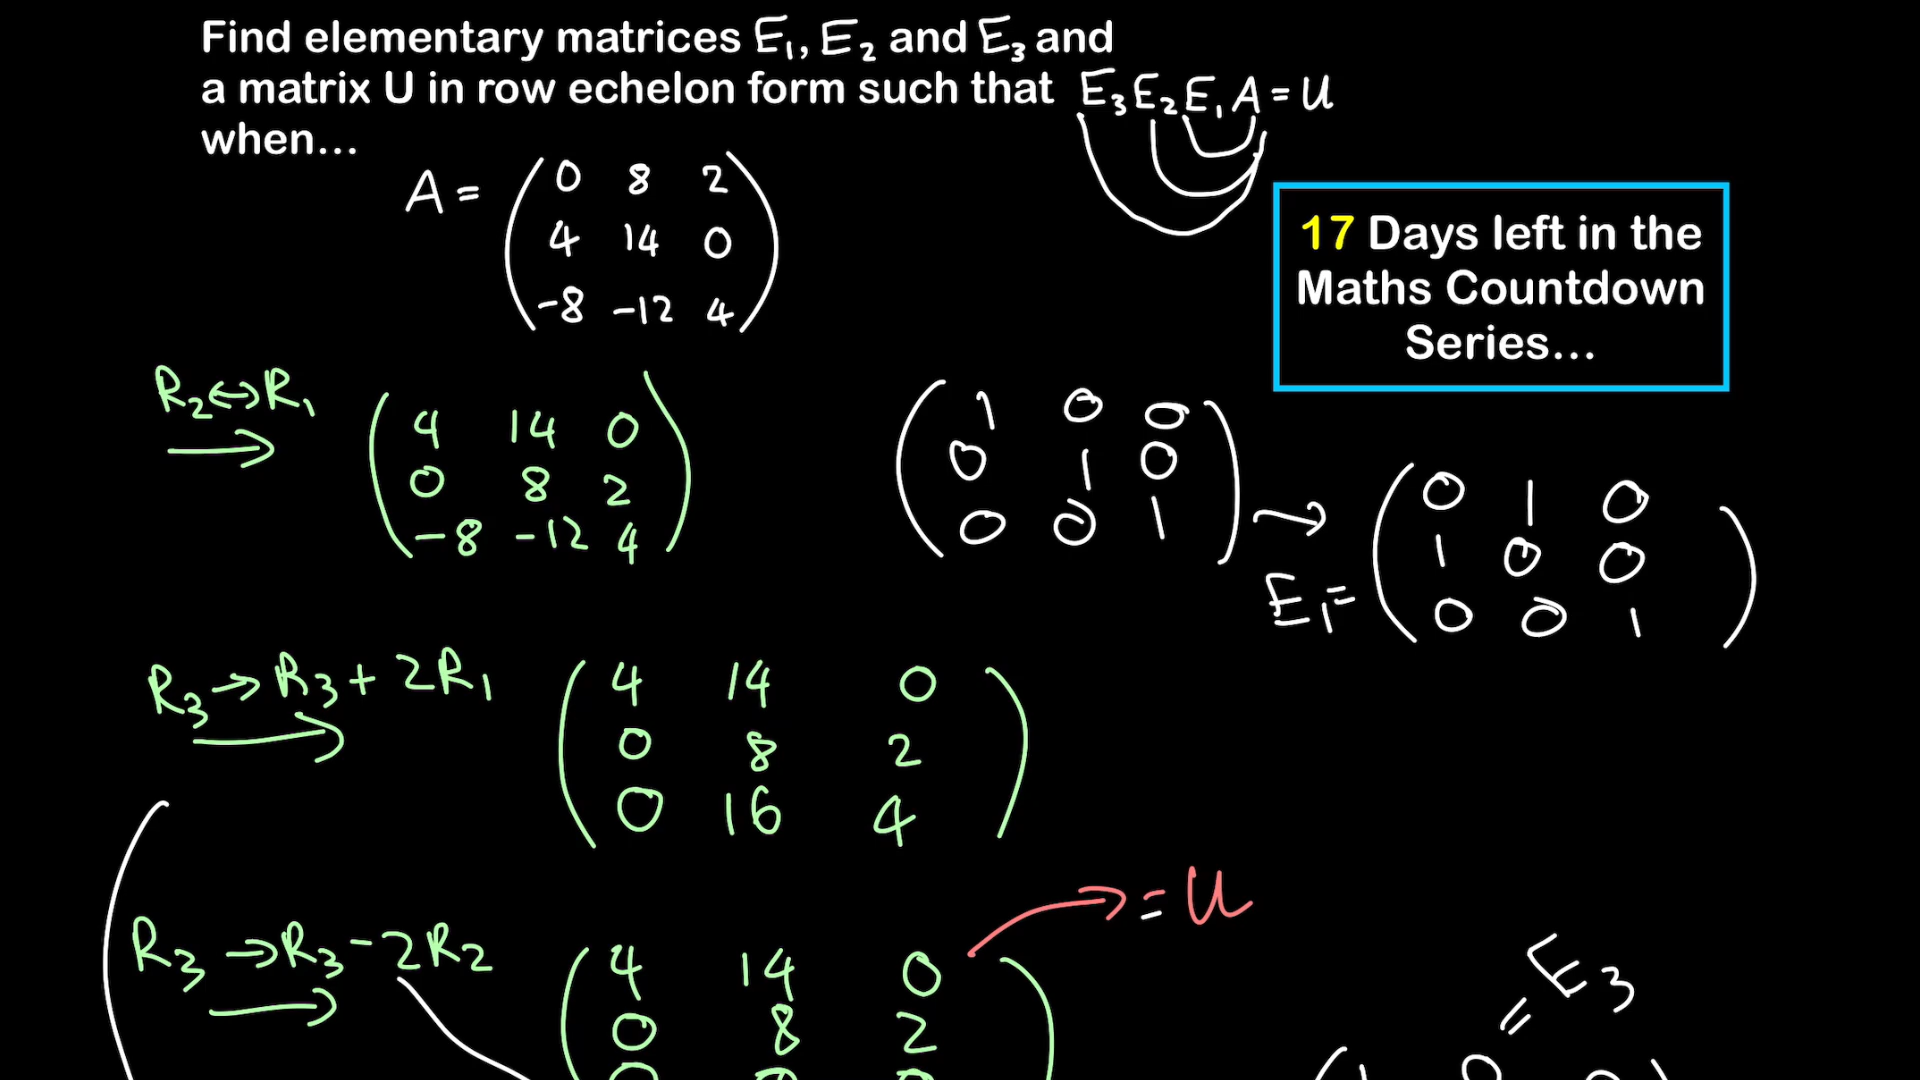 Find elementary matrices E₁, E₂ and E₃ and
a matrix U in row echelon form such that E₃E₂E₁A = U
when...
A = ( 0 8 2
4 14 0
-8 -12 4 )
17 Days left in the
Maths Countdown
Series...
R₂↔R₁ ( 4 14 0
0 8 2
-8 -12 4 )
( 1 0 0
0 1 0
0 0 1 ) →
E₁= ( 0 1 0
1 0 0
0 0 1 )
R₃→R₃+2R₁ ( 4 14 0
0 8 2
0 16 4 )
= U
R₃→R₃-2R₂ ( 4 14 0
0 8 2
= E₃